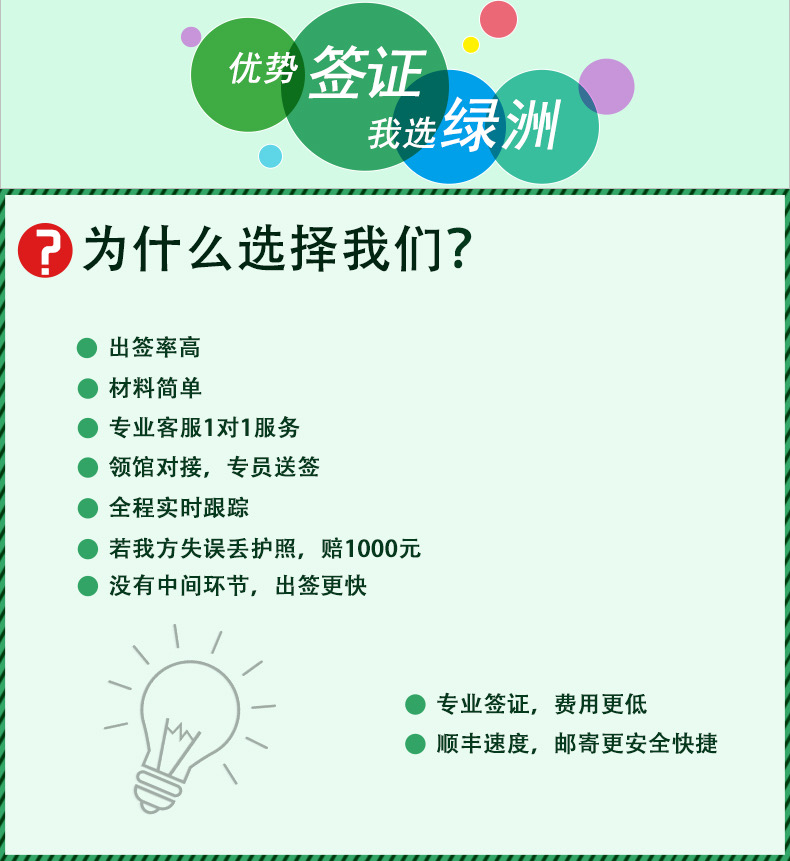 优势签证
我选绿洲
为什么选择我们?
出签率高
材料简单
专业客服1对1服务
领馆对接，专员送签
全程实时跟踪
若我方失误丢护照，赔1000元
没有中间环节，出签更快
专业签证，费用更低
顺丰速度，邮寄更安全快捷